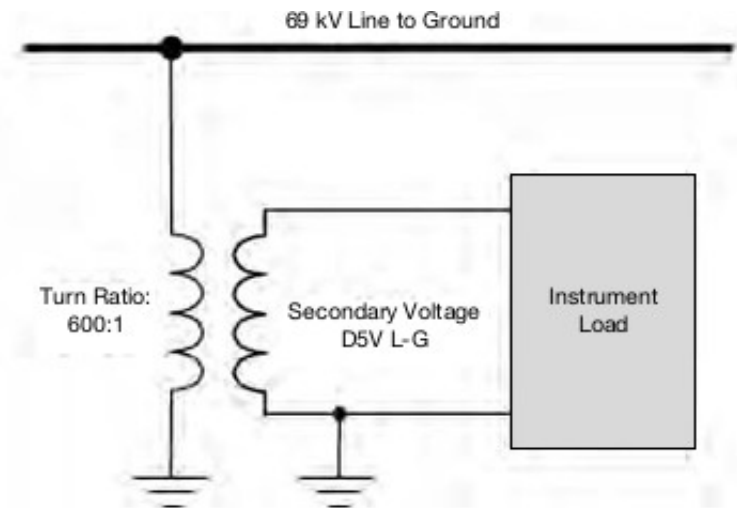 69 kV Line to Ground
Turn Ratio:
600:1
Secondary Voltage
D5V L-G
Instrument
Load